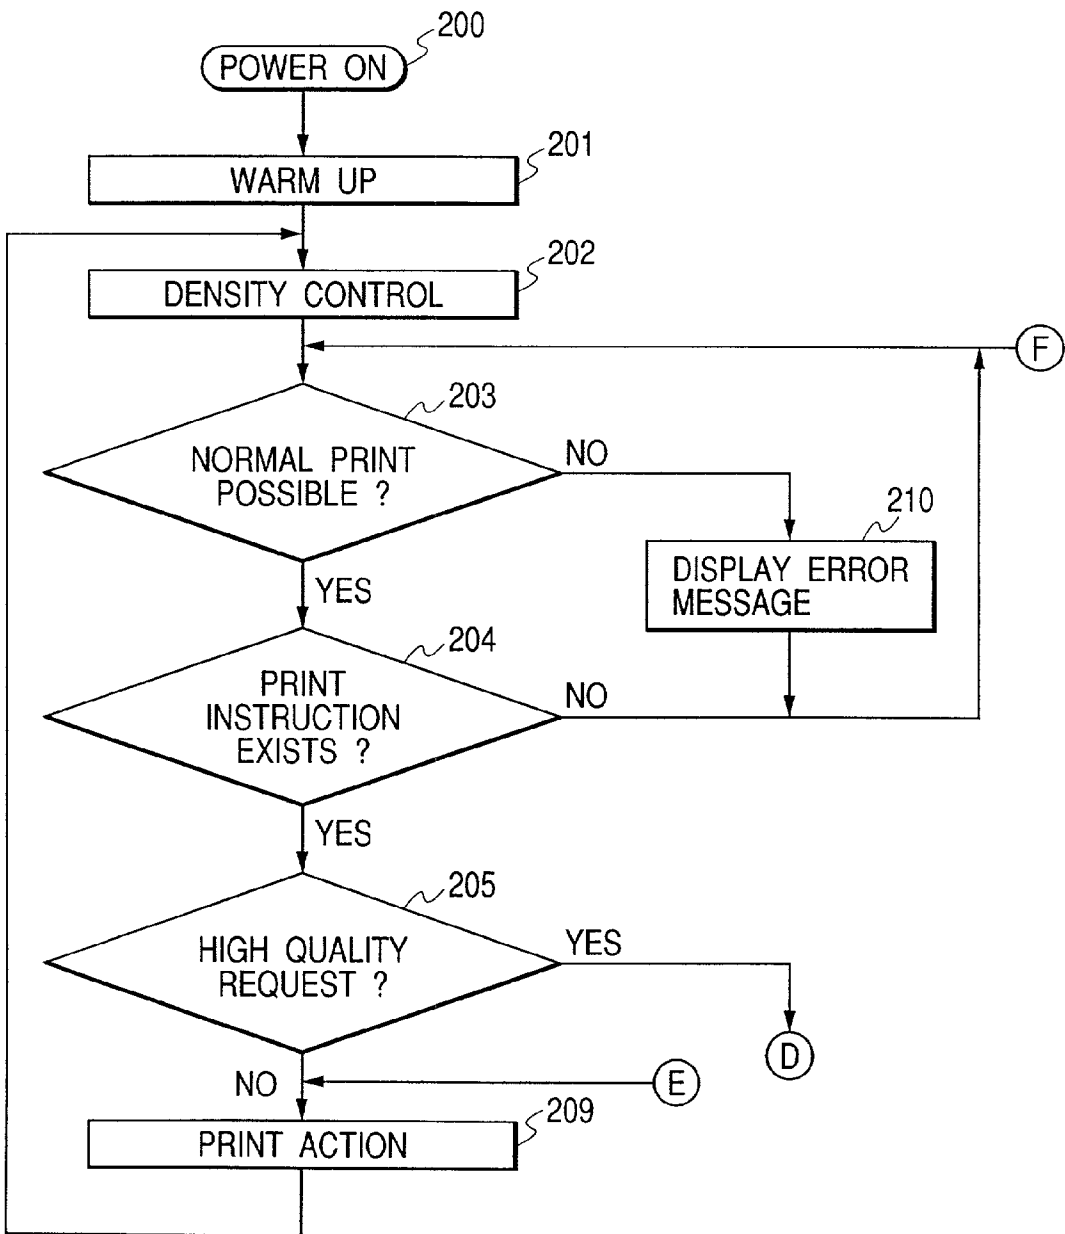 200
POWER ON
201
WARM UP
202
DENSITY CONTROL
F
203
NORMAL PRINT
POSSIBLE ?
NO
210
DISPLAY ERROR
MESSAGE
YES
204
PRINT
INSTRUCTION
EXISTS ?
NO
YES
205
HIGH QUALITY
REQUEST ?
YES
D
NO
E
209
PRINT ACTION